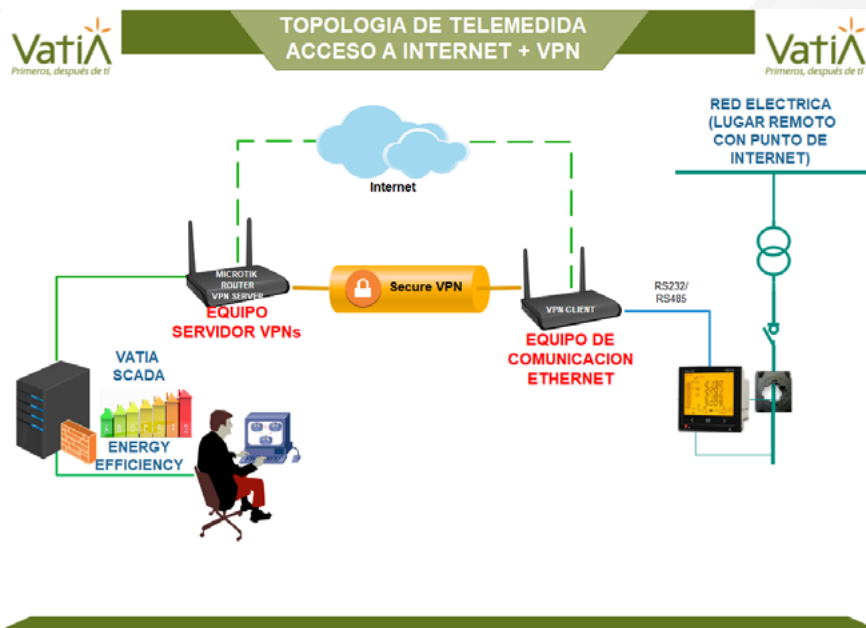 TOPOLOGIA DE TELEMEDIDA
ACCESO A INTERNET + VPN
Vatia
Primeros, después de tí
Vatia
Primeros, después de tí
RED ELECTRICA
(LUGAR REMOTO
CON PUNTO DE
INTERNET)
Internet
MICROTIK
ROUTER
VPN SERVER
Secure VPN
VPN CLIENT
RS232/
RS485
EQUIPO
SERVIDOR VPNs
EQUIPO DE
COMUNICACION
ETHERNET
VATIA
SCADA
ENERGY
EFFICIENCY